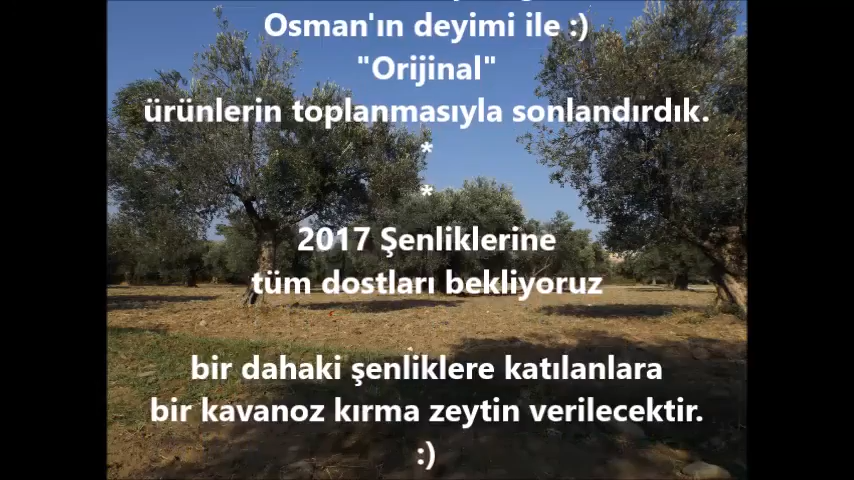 Osman'ın deyimi ile :)
"Orijinal"
ürünlerin toplanmasıyla sonlandırdık.
*
*
2017 Şenliklerine
tüm dostları bekliyoruz
bir dahaki şenliklere katılanlara
bir kavanoz kırma zeytin verilecektir.
:)